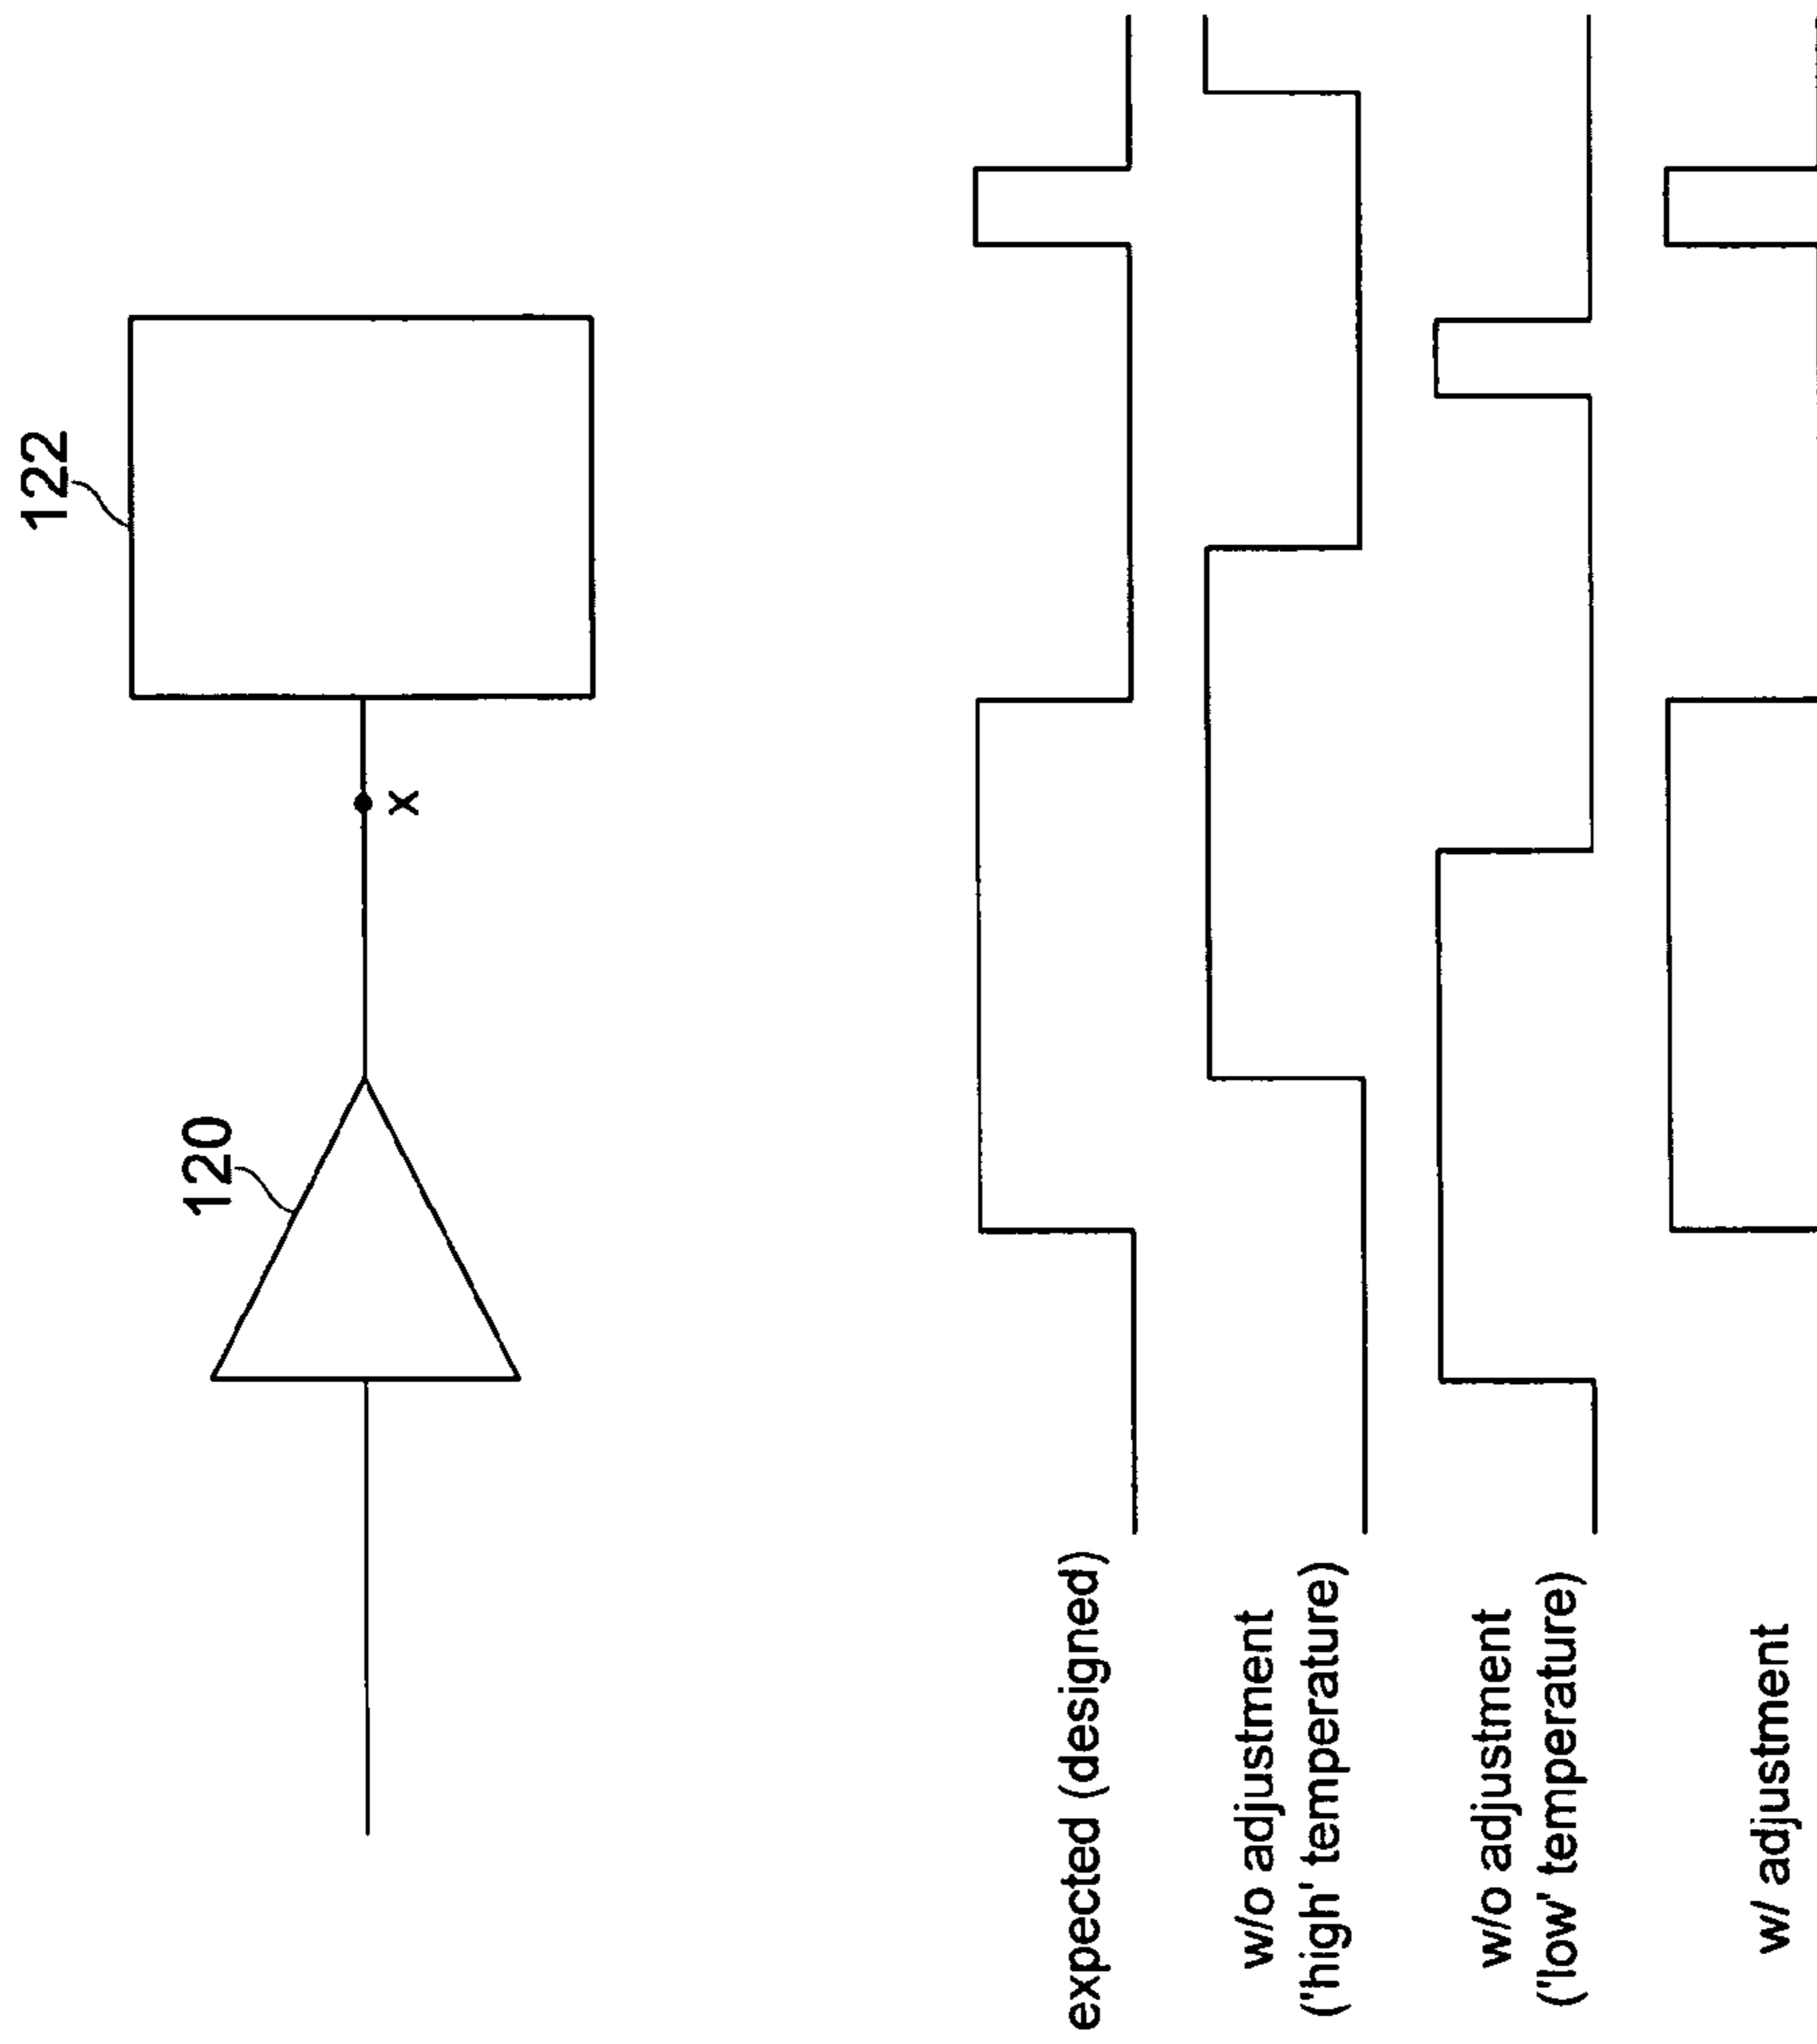 120
122
x
expected (designed)
w/o adjustment
('high' temperature)
w/o adjustment
('low' temperature)
w/ adjustment